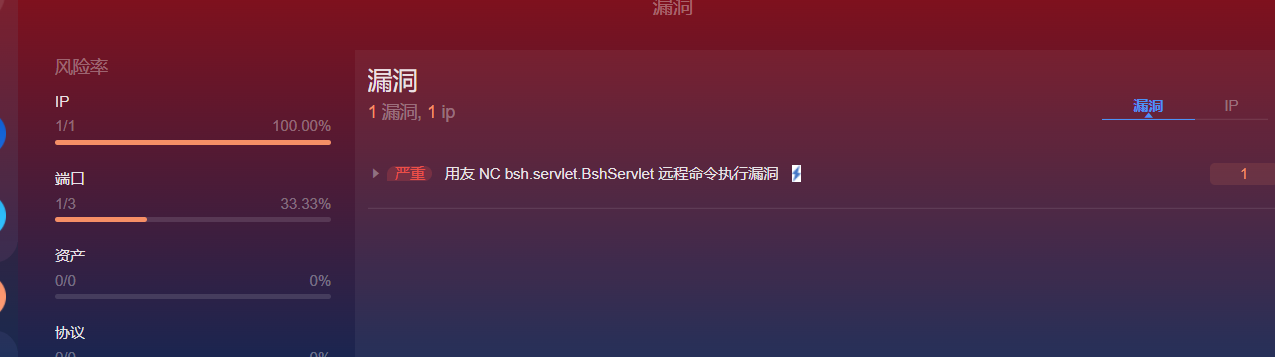 漏洞
风险率
IP
1/1 100.00%
端口
1/3 33.33%
资产
0/0 0%
协议
0/0 0%
漏洞
1 漏洞, 1 ip
漏洞 IP
严重 用友 NC bsh.servlet.BshServlet 远程命令执行漏洞 1